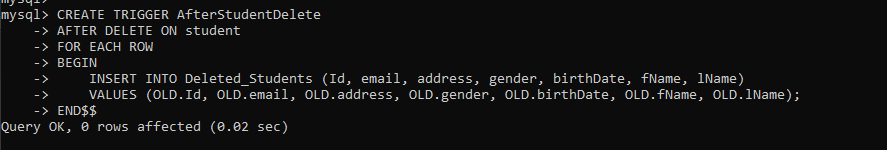 mysql>
mysql> CREATE TRIGGER AfterStudentDelete
    -> AFTER DELETE ON student
    -> FOR EACH ROW
    -> BEGIN
    ->     INSERT INTO Deleted_Students (Id, email, address, gender, birthDate, fName, lName)
    ->     VALUES (OLD.Id, OLD.email, OLD.address, OLD.gender, OLD.birthDate, OLD.fName, OLD.lName);
    -> END$$
Query OK, 0 rows affected (0.02 sec)